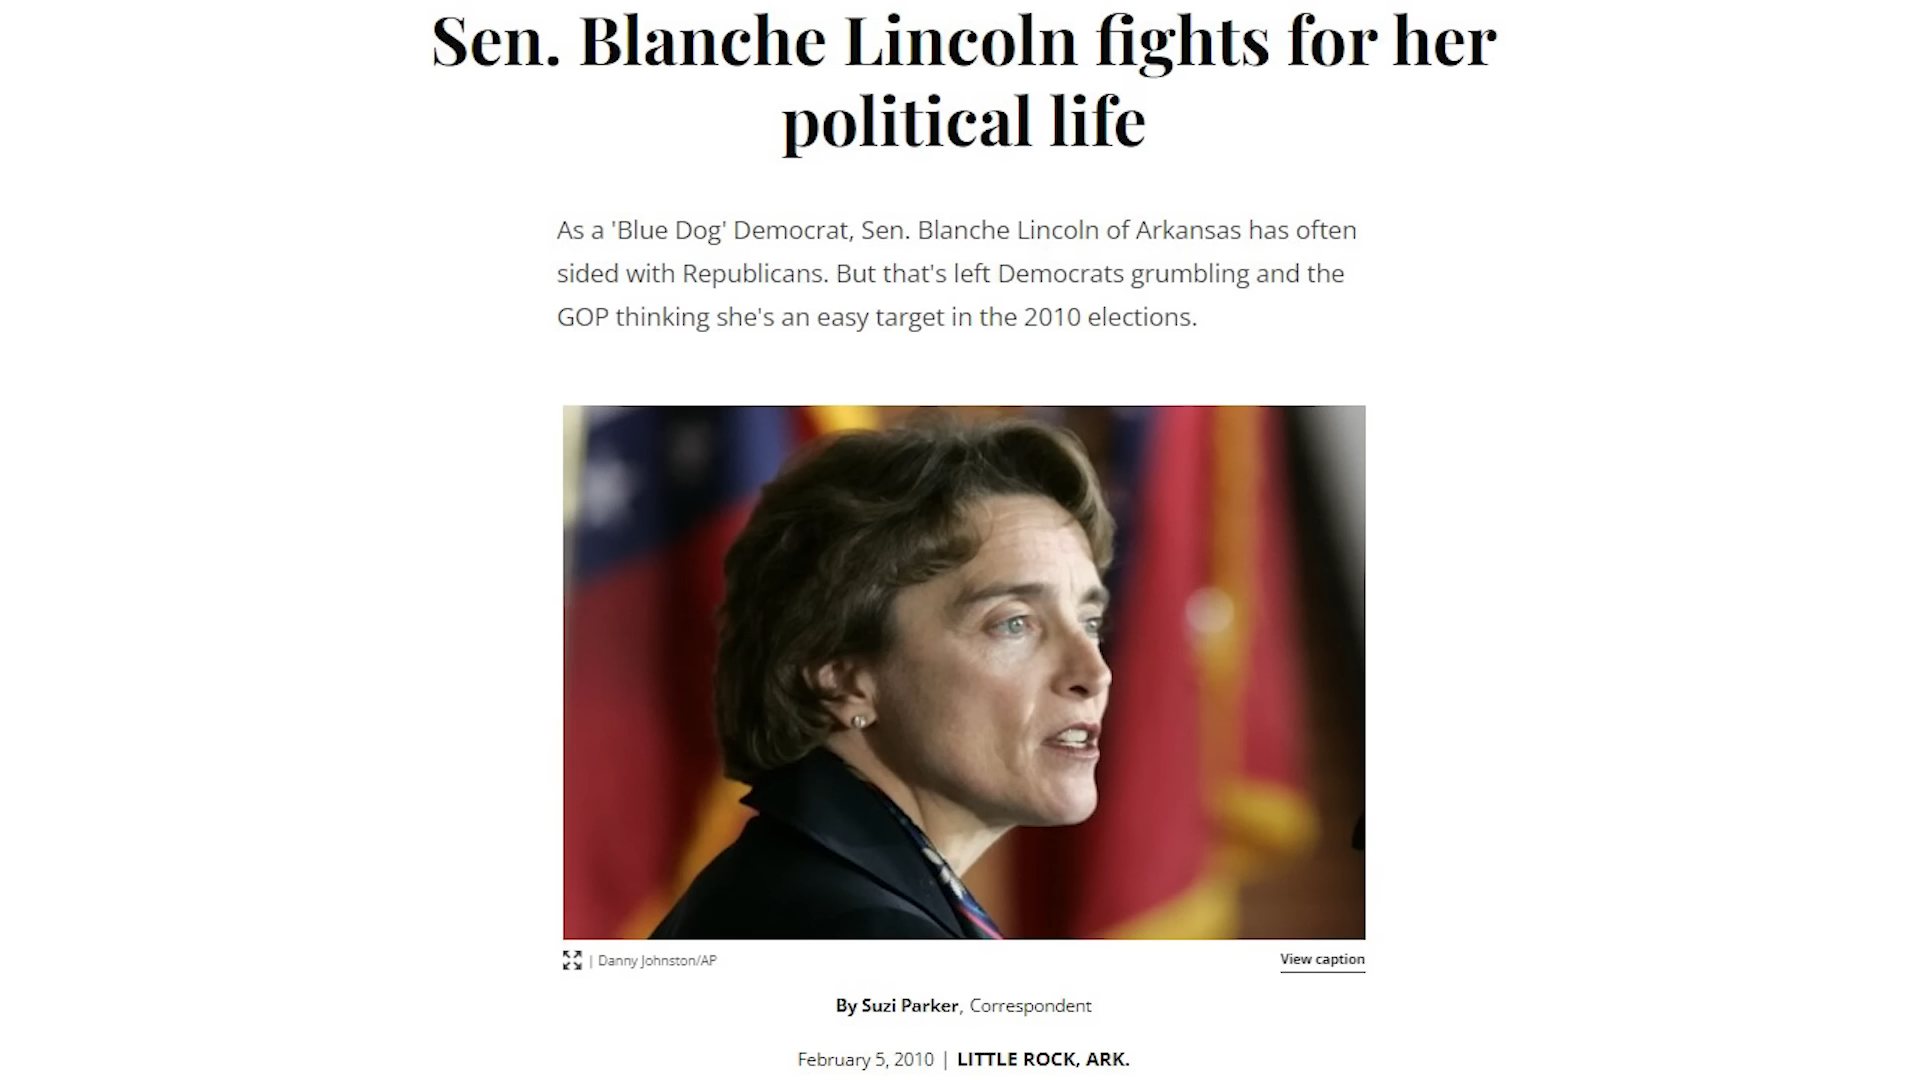 Sen. Blanche Lincoln fights for her
political life
As a 'Blue Dog' Democrat, Sen. Blanche Lincoln of Arkansas has often
sided with Republicans. But that's left Democrats grumbling and the
GOP thinking she's an easy target in the 2010 elections.
| Danny Johnston/AP
View caption
By Suzi Parker, Correspondent
February 5, 2010 | LITTLE ROCK, ARK.